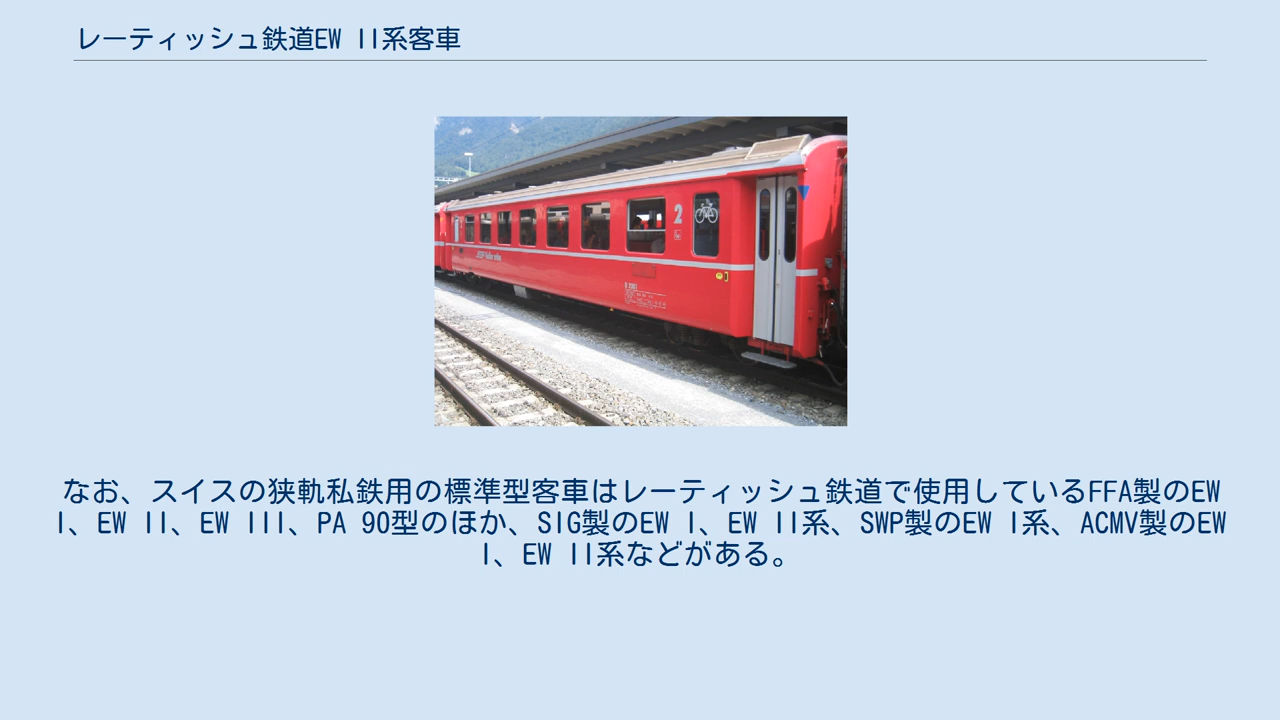 レーティッシュ鉄道EW II系客車
2
なお、スイスの狭軌私鉄用の標準型客車はレーティッシュ鉄道で使用しているFFA製のEW
I、EW II、EW III、PA 90型のほか、SIG製のEW I、EW II系、SWP製のEW I系、ACMV製のEW
I、EW II系などがある。